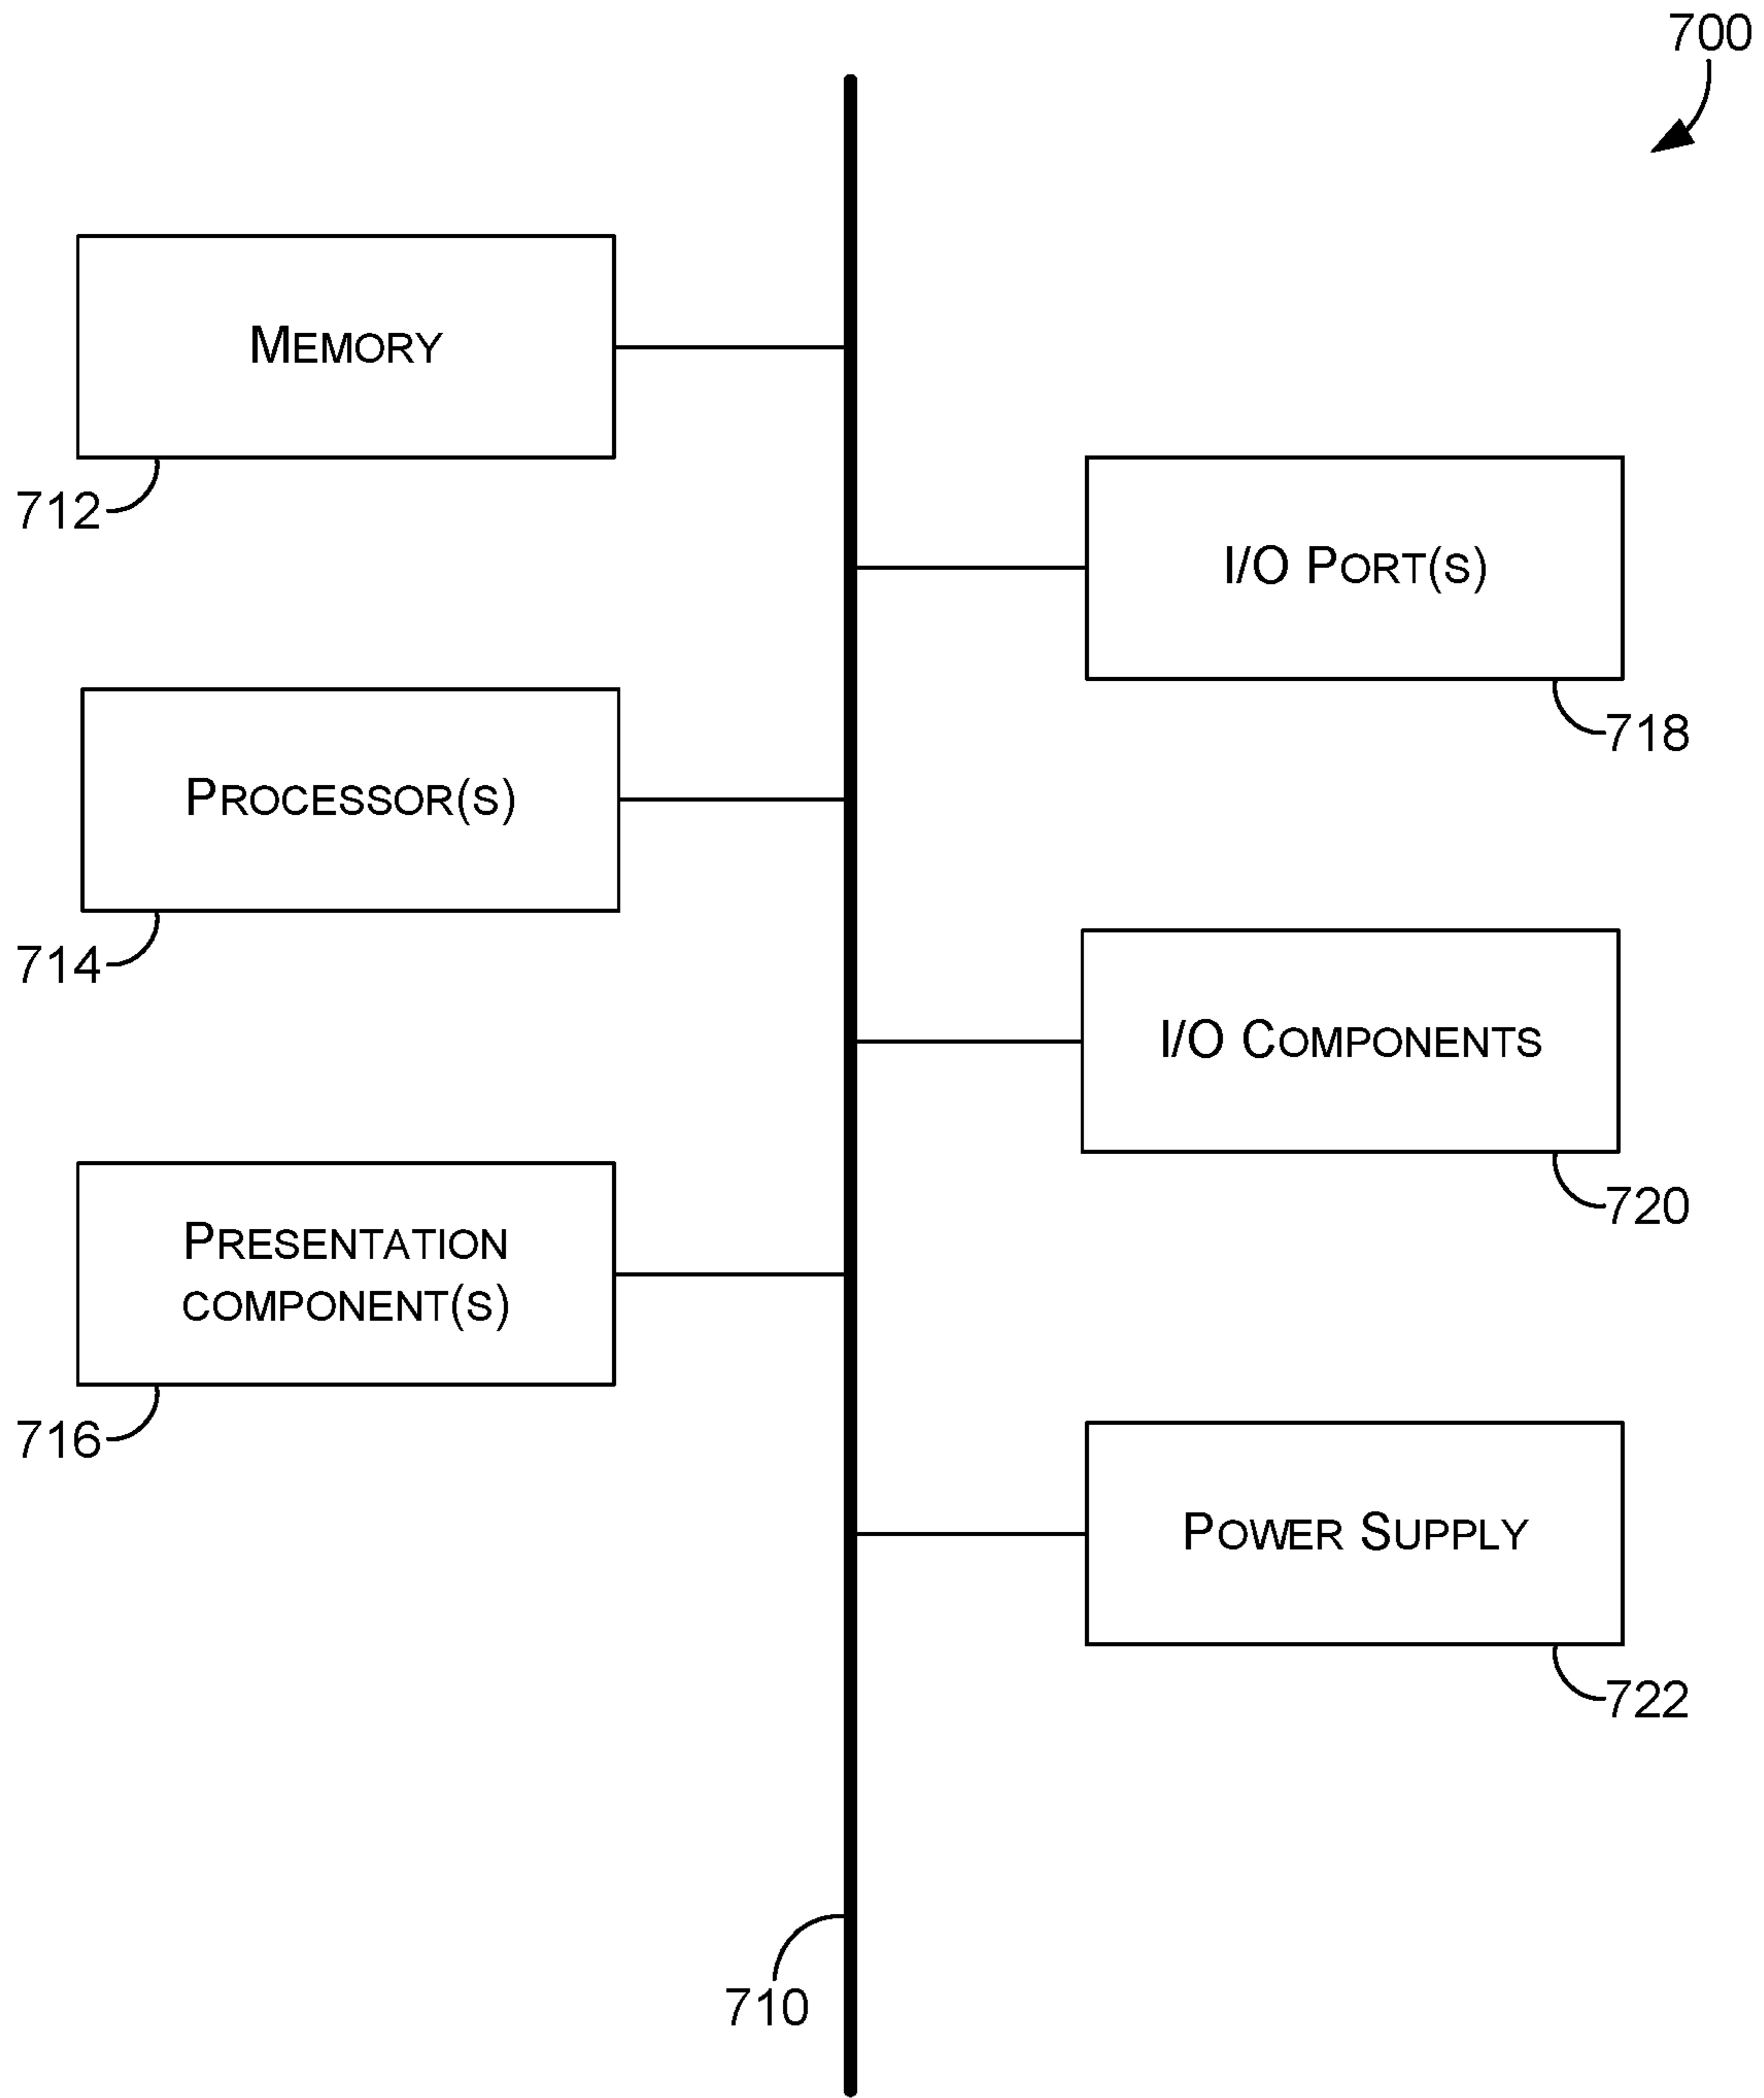 700
MEMORY
712
I/O PORT(S)
718
PROCESSOR(S)
714
I/O COMPONENTS
720
PRESENTATION
COMPONENT(S)
716
POWER SUPPLY
722
710